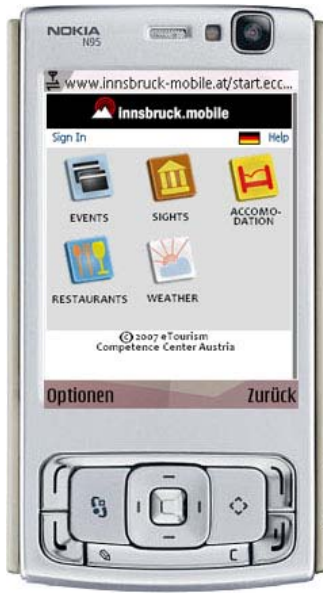 NOKIA
N95
www.innsbruck-mobile.at/start.ecc...
innsbruck.mobile
Sign In Help
EVENTS SIGHTS ACCOMO-
DATION
RESTAURANTS WEATHER
© 2007 eTourism
Competence Center Austria
Optionen Zurück
C